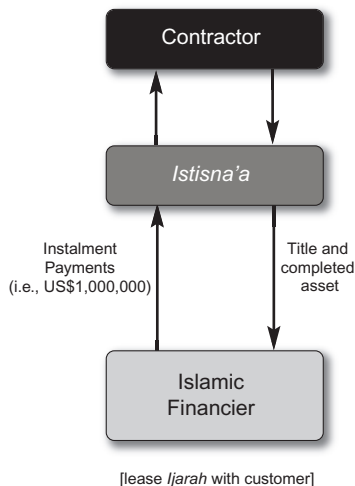 Contractor
Istisna’a
Instalment
Payments
(i.e., US$1,000,000)
Title and
completed
asset
Islamic
Financier
[lease Ijarah with customer]